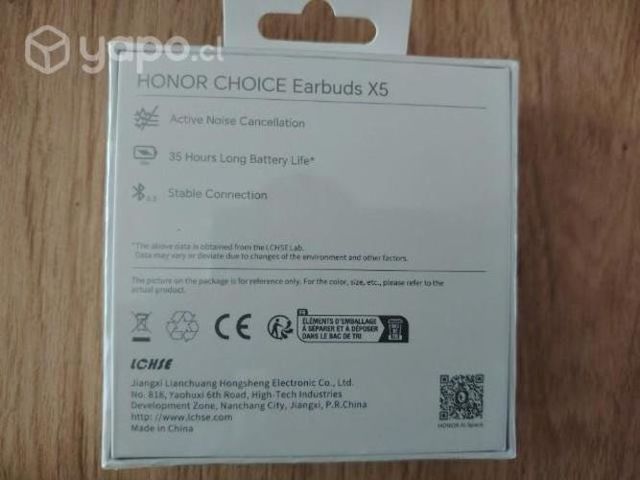 yapo.cl
HONOR CHOICE Earbuds X5
Active Noise Cancellation
35 Hours Long Battery Life*
Stable Connection
*The above data is obtained from the LCHSE Lab.
Data may vary or deviate due to changes of the environment and other factors.
The picture on the package is for reference only. For the color, size, etc., please refer to the
actual product.
CE
FR
ÉLÉMENTS D'EMBALLAGE
À SÉPARER ET À DÉPOSER
DANS LE BAC DE TRI
LCHSE
Jiangxi Lianchuang Hongsheng Electronic Co., Ltd.
No. 818, Yaohuxi 6th Road, High-Tech Industries
Development Zone, Nanchang City, Jiangxi, P.R.China
http: //www.lchse.com
Made in China
HONOR AI Space